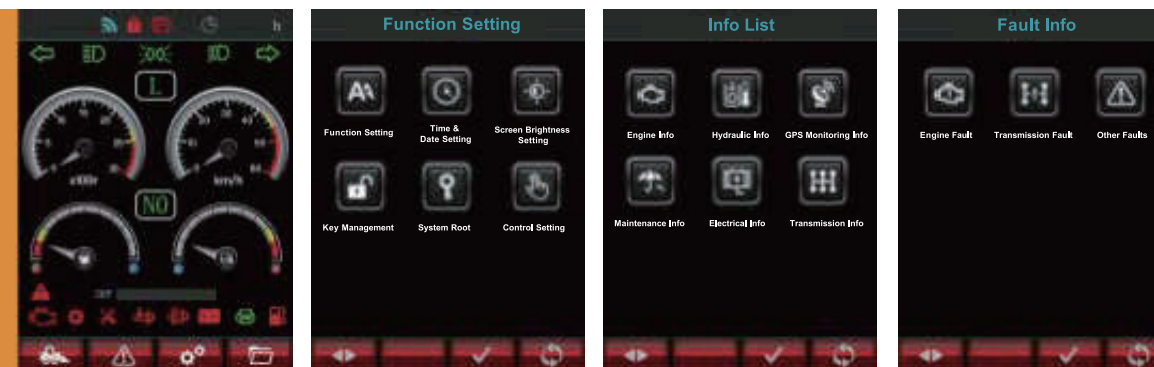 h
L
x100r
km/h
NO
Function Setting
Function Setting
Time &
Date Setting
Screen Brightness
Setting
Key Management
System Root
Control Setting
Info List
Engine Info
Hydraulic Info
GPS Monitoring Info
Maintenance Info
Electrical Info
Transmission Info
Fault Info
Engine Fault
Transmission Fault
Other Faults